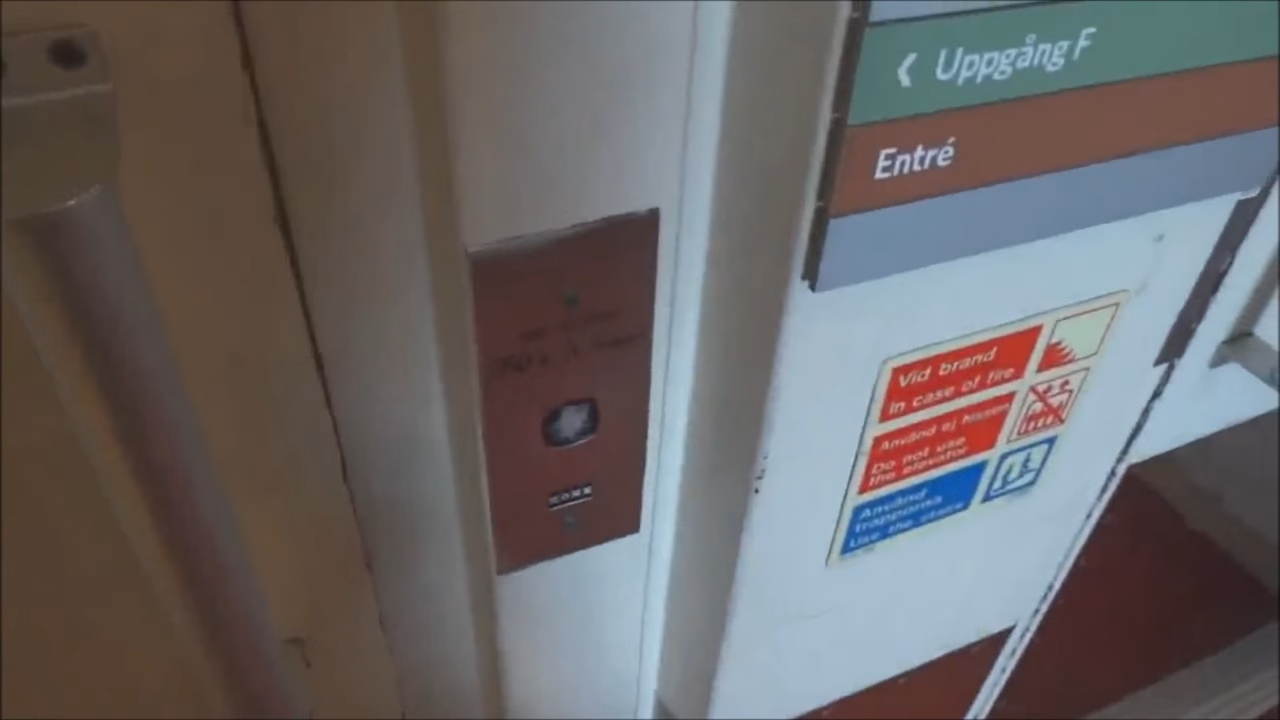 ‹ Uppgång F
Entré
Vid brand
In case of fire
Använd ej hissen
Do not use
the elevator
Använd
trapporna
Use the stairs
KONE